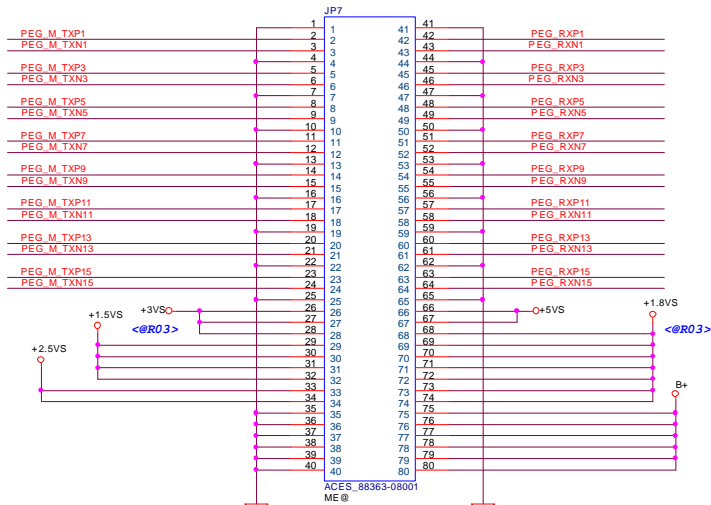 JP7
1 1 41 41
PEG_M_TXP1 2 2 42 42 PEG_RXP1
PEG_M_TXN1 3 3 43 43 PEG_RXN1
4 4 44 44
PEG_M_TXP3 5 5 45 45 PEG_RXP3
PEG_M_TXN3 6 6 46 46 PEG_RXN3
7 7 47 47
PEG_M_TXP5 8 8 48 48 PEG_RXP5
PEG_M_TXN5 9 9 49 49 PEG_RXN5
10 10 50 50
PEG_M_TXP7 11 11 51 51 PEG_RXP7
PEG_M_TXN7 12 12 52 52 PEG_RXN7
13 13 53 53
PEG_M_TXP9 14 14 54 54 PEG_RXP9
PEG_M_TXN9 15 15 55 55 PEG_RXN9
16 16 56 56
PEG_M_TXP11 17 17 57 57 PEG_RXP11
PEG_M_TXN11 18 18 58 58 PEG_RXN11
19 19 59 59
PEG_M_TXP13 20 20 60 60 PEG_RXP13
PEG_M_TXN13 21 21 61 61 PEG_RXN13
22 22 62 62
PEG_M_TXP15 23 23 63 63 PEG_RXP15
PEG_M_TXN15 24 24 64 64 PEG_RXN15
25 25 65 65
+1.5VS +3VS 26 26 66 66 +5VS +1.8VS
27 27 67 67
<@R03> 28 28 68 68 <@R03>
29 29 69 69
+2.5VS 30 30 70 70
31 31 71 71
32 32 72 72
33 33 73 73 B+
34 34 74 74
35 35 75 75
36 36 76 76
37 37 77 77
38 38 78 78
39 39 79 79
40 40 80 80
ACES_88363-08001
ME@